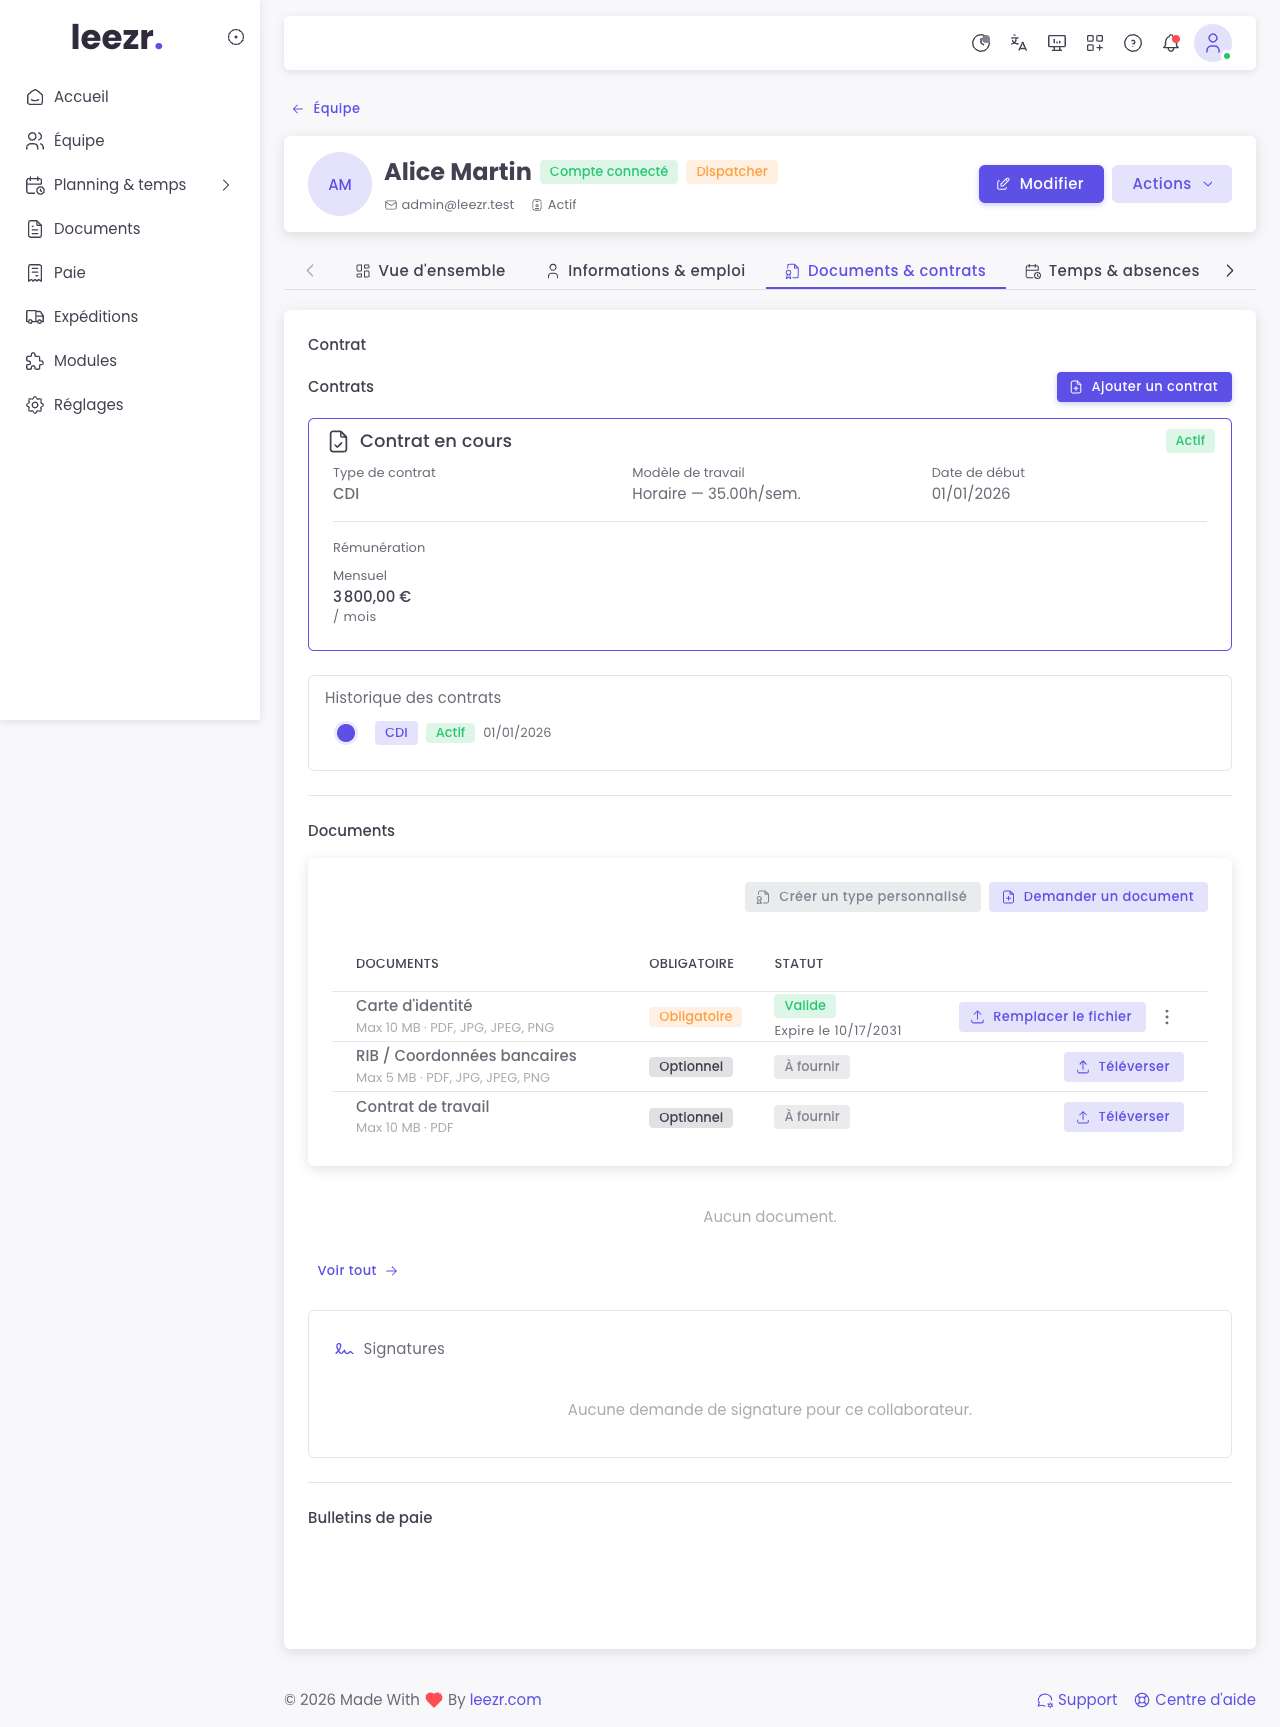 leezr.
Accueil
Équipe
Planning & temps
Documents
Paie
Expéditions
Modules
Réglages
Équipe
AM
Alice Martin
Compte connecté
Dispatcher
admin@leezr.test
Actif
Modifier
Actions
Vue d'ensemble
Informations & emploi
Documents & contrats
Temps & absences
Contrat
Contrats
Ajouter un contrat
Contrat en cours
Actif
Type de contrat
Modèle de travail
Date de début
CDI
Horaire — 35.00h/sem.
01/01/2026
Rémunération
Mensuel
3 800,00 €
/ mois
Historique des contrats
CDI
Actif
01/01/2026
Documents
Créer un type personnalisé
Demander un document
DOCUMENTS
OBLIGATOIRE
STATUT
Carte d'identité
Max 10 MB · PDF, JPG, JPEG, PNG
Obligatoire
Valide
Expire le 10/17/2031
Remplacer le fichier
RIB / Coordonnées bancaires
Max 5 MB · PDF, JPG, JPEG, PNG
Optionnel
À fournir
Téléverser
Contrat de travail
Max 10 MB · PDF
Optionnel
À fournir
Téléverser
Aucun document.
Voir tout
Signatures
Aucune demande de signature pour ce collaborateur.
Bulletins de paie
© 2026 Made With By leezr.com
Support
Centre d'aide